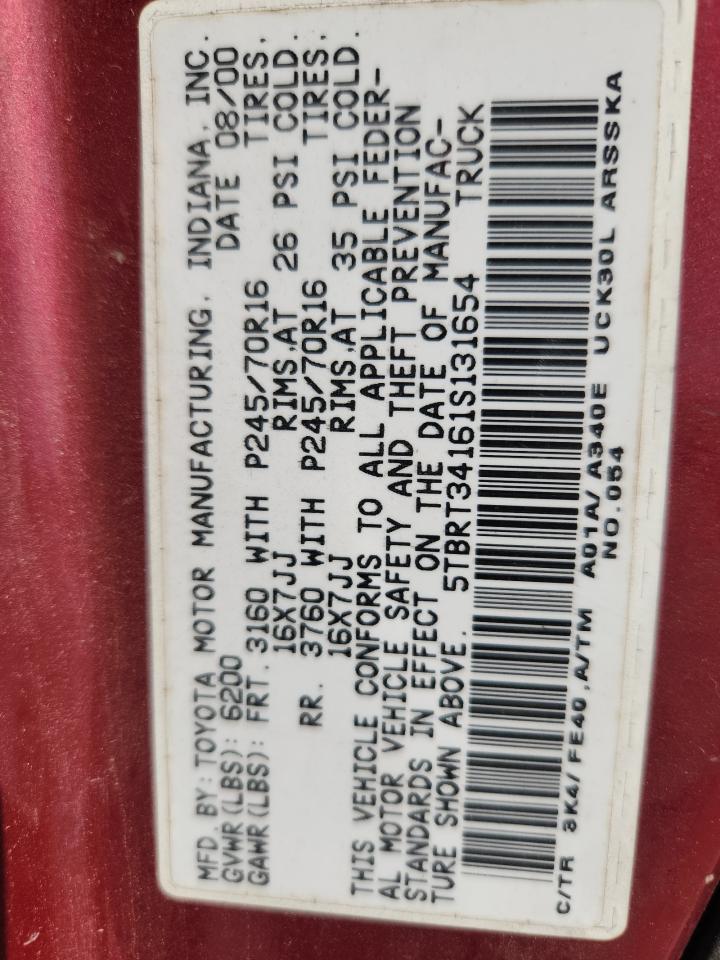 MFD. BY: TOYOTA MOTOR MANUFACTURING, INDIANA, INC.
GVWR(LBS): 6200 DATE 08/00
GAWR(LBS): FRT. 3160 WITH P245/70R16 TIRES,
16X7JJ RIMS,AT 26 PSI COLD.
RR. 3760 WITH P245/70R16 TIRES,
16X7JJ RIMS,AT 35 PSI COLD.
THIS VEHICLE CONFORMS TO ALL APPLICABLE FEDER-
AL MOTOR VEHICLE SAFETY AND THEFT PREVENTION
STANDARDS IN EFFECT ON THE DATE OF MANUFAC-
TURE SHOWN ABOVE. 5TBRT34161S131654 TRUCK
C/TR 3K4/ FE40 ,A/TM A01A/ A340E UCK30L ARSSKA
NO.054